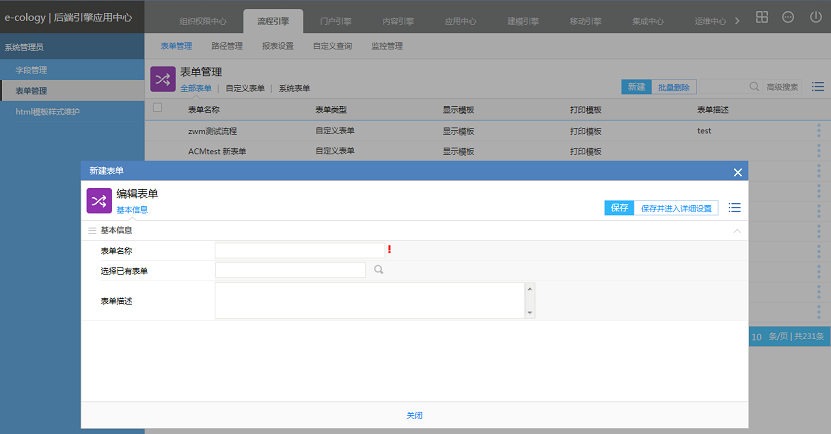 e-cology | 后端引擎应用中心
组织权限中心 流程引擎 门户引擎 内容引擎 应用中心 建模引擎 移动引擎 集成中心 运维中心
系统管理员
表单管理 路径管理 报表设置 自定义查询 监控管理
字段管理
表单管理
html模板样式维护
表单管理
全部表单 | 自定义表单 | 系统表单
新建 批量删除 高级搜索
表单名称 表单类型 显示模板 打印模板 表单描述
zwm测试流程 自定义表单 显示模板 打印模板 test
ACMtest 新表单 自定义表单 显示模板 打印模板
新建表单
编辑表单
基本信息
保存 保存并进入详细设置
基本信息
表单名称 !
选择已有表单
表单描述
10 条/页 | 共231条
关闭